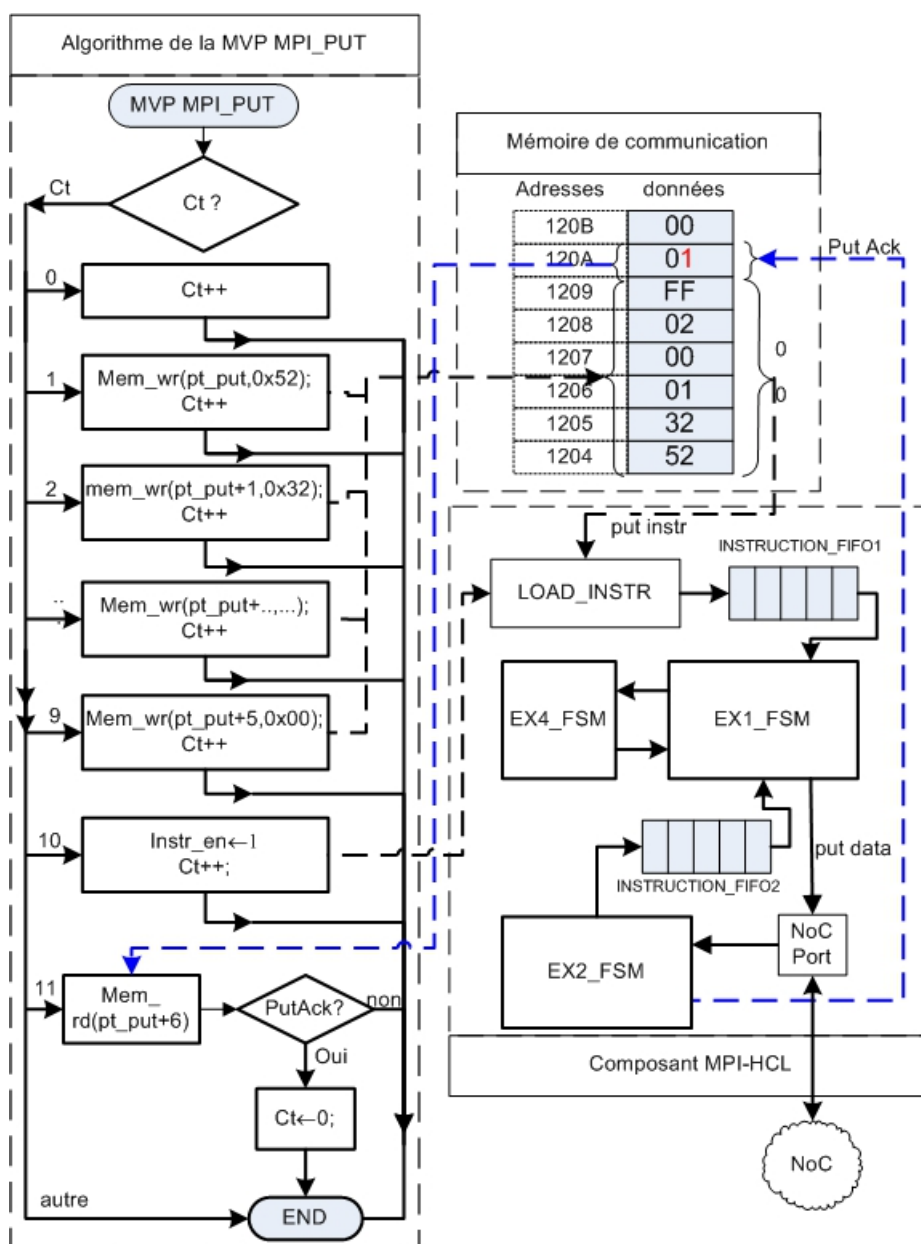 Algorithme de la MVP MPI_PUT
MVP MPI_PUT
Ct
Ct ?
0
Ct++
1
Mem_wr(pt_put,0x52);
Ct++
2
mem_wr(pt_put+1,0x32);
Ct++
..
Mem_wr(pt_put+..,...);
Ct++
9
Mem_wr(pt_put+5,0x00);
Ct++
10
Instr_en←1
Ct++;
11
Mem_
rd(pt_put+6)
PutAck?
non
Oui
Ct←0;
autre
END
Mémoire de communication
Adresses données
120B 00
120A 01
1209 FF
1208 02
1207 00
1206 01
1205 32
1204 52
Put Ack
0
0
put instr
INSTRUCTION_FIFO1
LOAD_INSTR
EX4_FSM
EX1_FSM
put data
INSTRUCTION_FIFO2
NoC
Port
EX2_FSM
Composant MPI-HCL
NoC